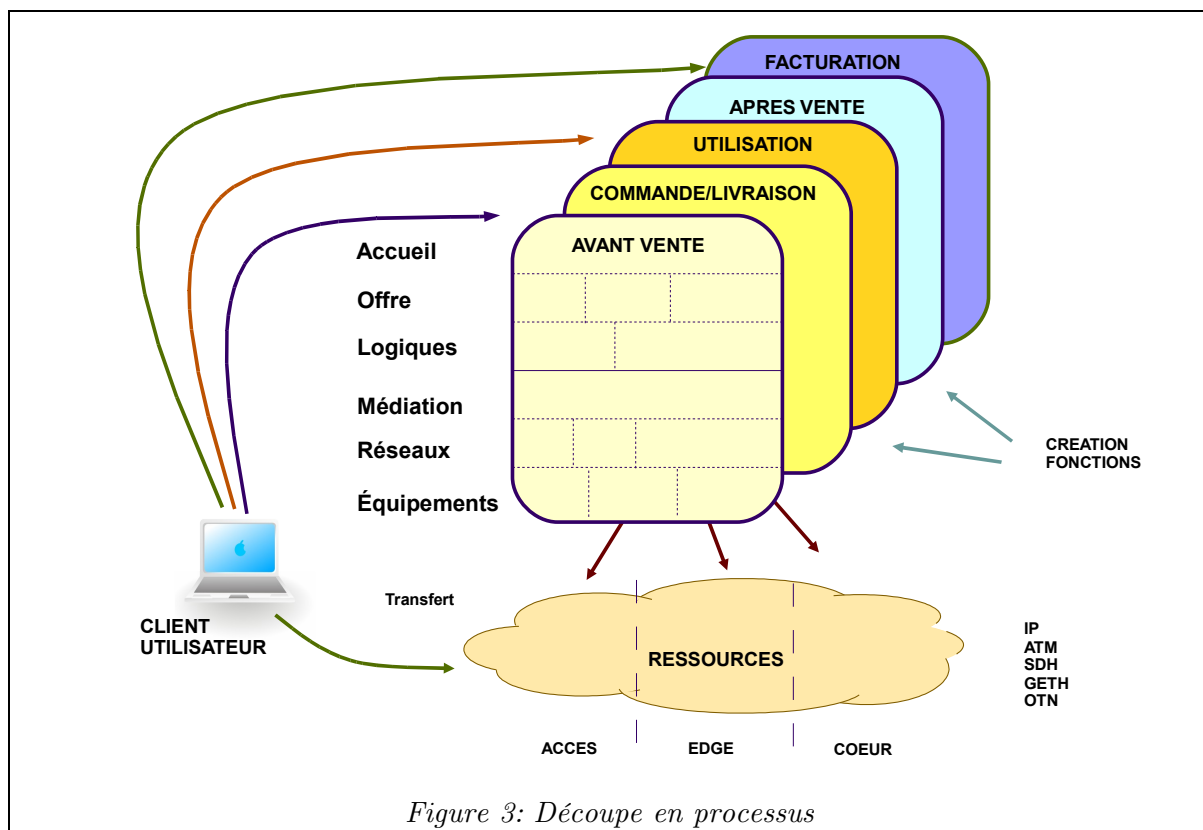 FACTURATION
APRES VENTE
UTILISATION
COMMANDE/LIVRAISON
AVANT VENTE
Accueil
Offre
Logiques
Médiation
Réseaux
Équipements
CREATION
FONCTIONS
CLIENT
UTILISATEUR
Transfert
RESSOURCES
IP
ATM
SDH
GETH
OTN
ACCES
EDGE
COEUR
Figure 3: Découpe en processus